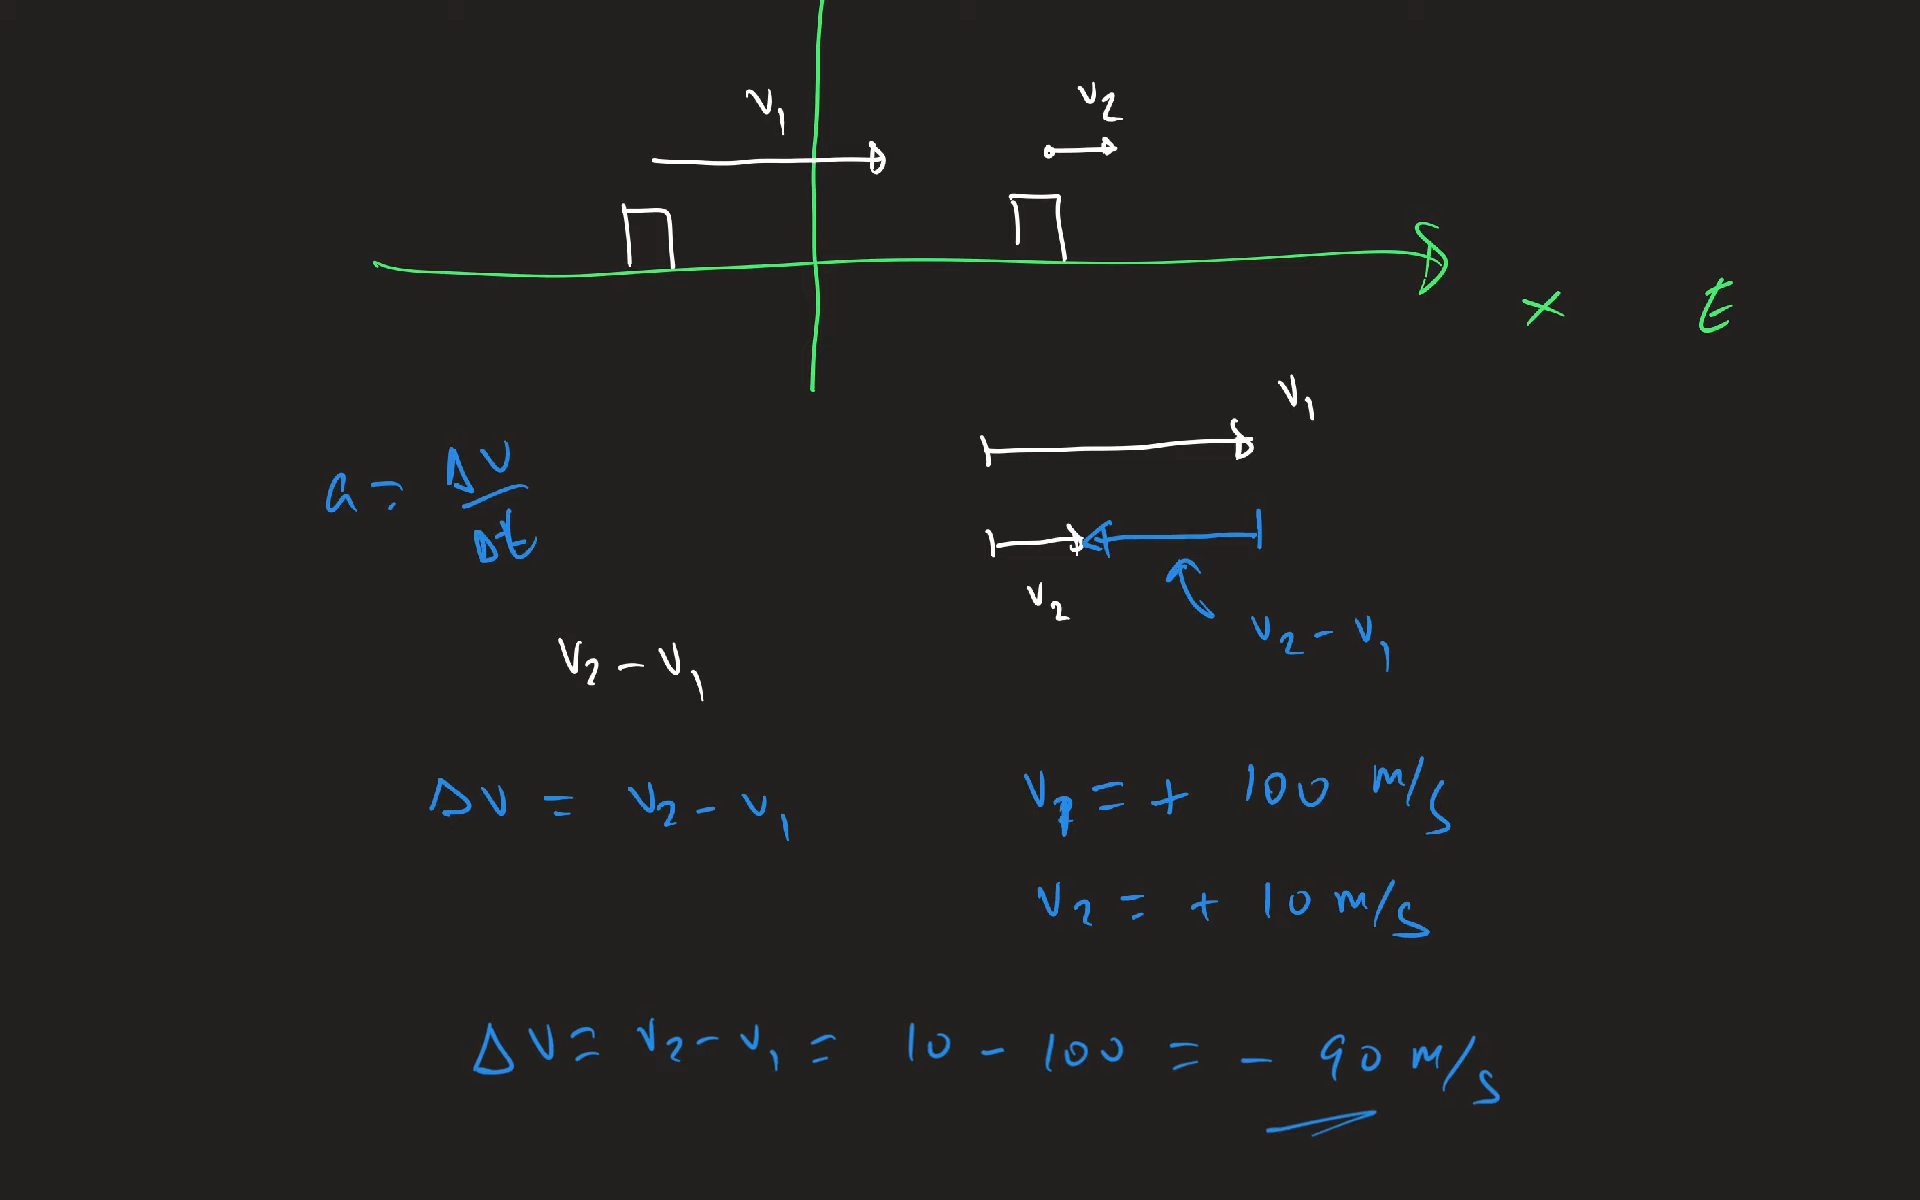 v₁ v₂
x t
v₁
a = Δv/Δt
v₂
v₂ - v₁
v₂ - v₁
Δv = v₂ - v₁
v₁ = + 100 m/s
v₂ = + 10 m/s
Δv = v₂ - v₁ = 10 - 100 = - 90 m/s